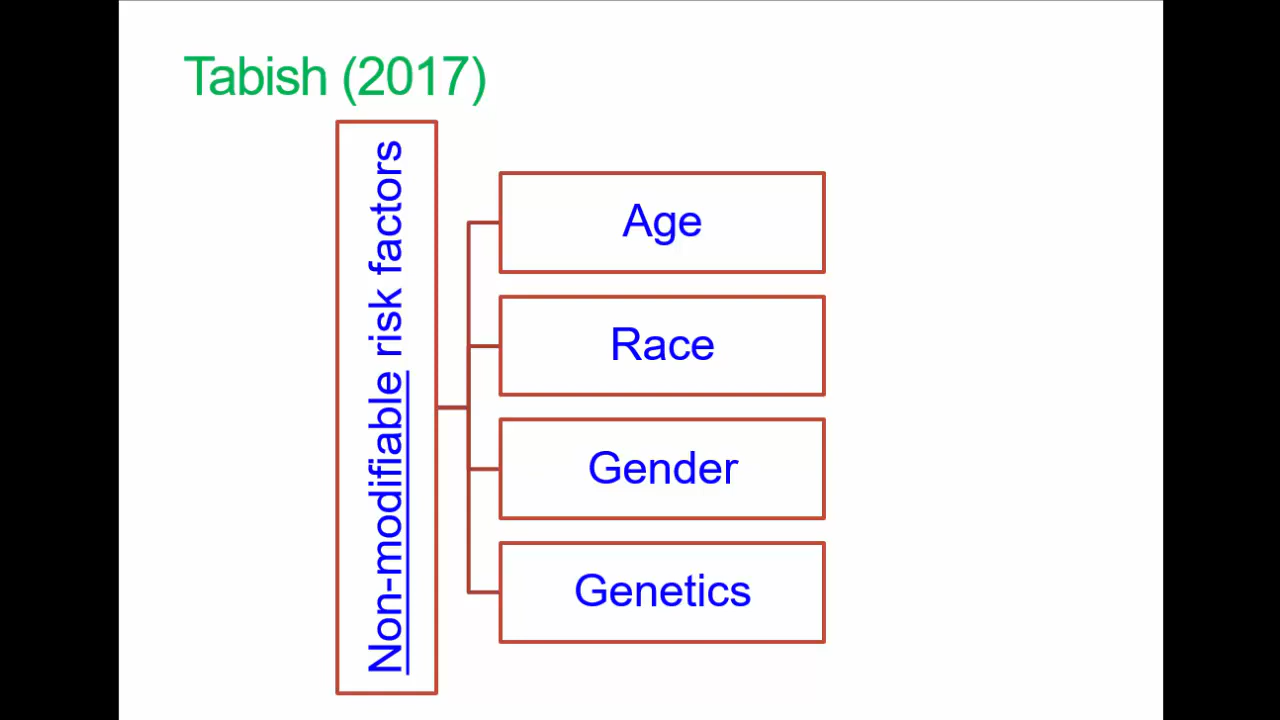 Tabish (2017)
Non-modifiable risk factors
Age
Race
Gender
Genetics